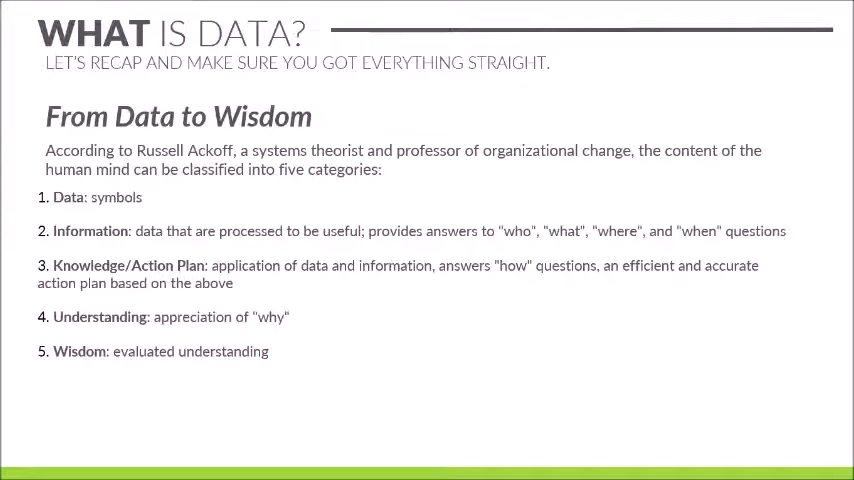 WHAT IS DATA?
LET'S RECAP AND MAKE SURE YOU GOT EVERYTHING STRAIGHT.
From Data to Wisdom
According to Russell Ackoff, a systems theorist and professor of organizational change, the content of the
human mind can be classified into five categories:
1. Data: symbols
2. Information: data that are processed to be useful; provides answers to "who", "what", "where", and "when" questions
3. Knowledge/Action Plan: application of data and information, answers "how" questions, an efficient and accurate
action plan based on the above
4. Understanding: appreciation of "why"
5. Wisdom: evaluated understanding